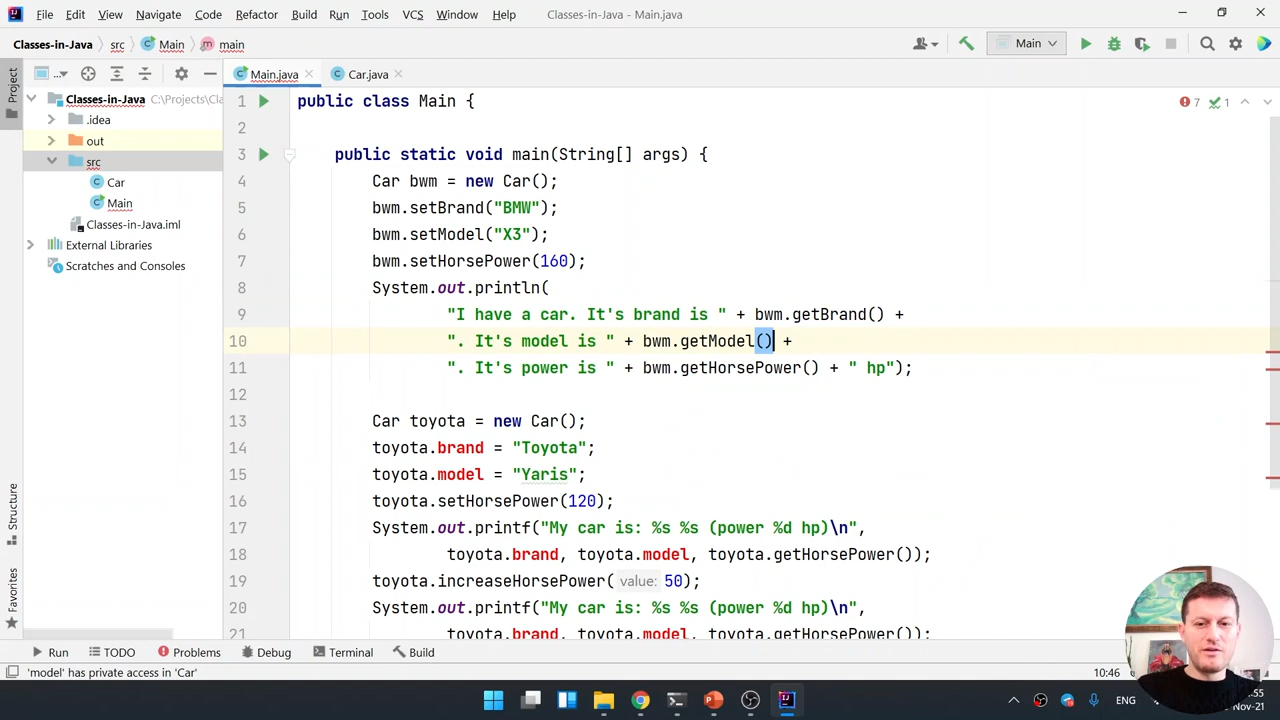 File Edit View Navigate Code Refactor Build Run Tools VCS Window Help Classes-in-Java - Main.java
Classes-in-Java src Main main Main
... Main.java Car.java
Project
Classes-in-Java C:\Projects\Cla
.idea
out
src
Car
Main
Classes-in-Java.iml
External Libraries
Scratches and Consoles
Structure
Favorites
7 1
1 public class Main {
2
3 public static void main(String[] args) {
4 Car bwm = new Car();
5 bwm.setBrand("BMW");
6 bwm.setModel("X3");
7 bwm.setHorsePower(160);
8 System.out.println(
9 "I have a car. It's brand is " + bwm.getBrand() +
10 ". It's model is " + bwm.getModel() +
11 ". It's power is " + bwm.getHorsePower() + " hp");
12
13 Car toyota = new Car();
14 toyota.brand = "Toyota";
15 toyota.model = "Yaris";
16 toyota.setHorsePower(120);
17 System.out.printf("My car is: %s %s (power %d hp)\n",
18 toyota.brand, toyota.model, toyota.getHorsePower());
19 toyota.increaseHorsePower( value: 50);
20 System.out.printf("My car is: %s %s (power %d hp)\n",
21 toyota.brand, toyota.model, toyota.getHorsePower());
Run TODO Problems Debug Terminal Build
'model' has private access in 'Car' 10:46
ENG :55
-Nov-21